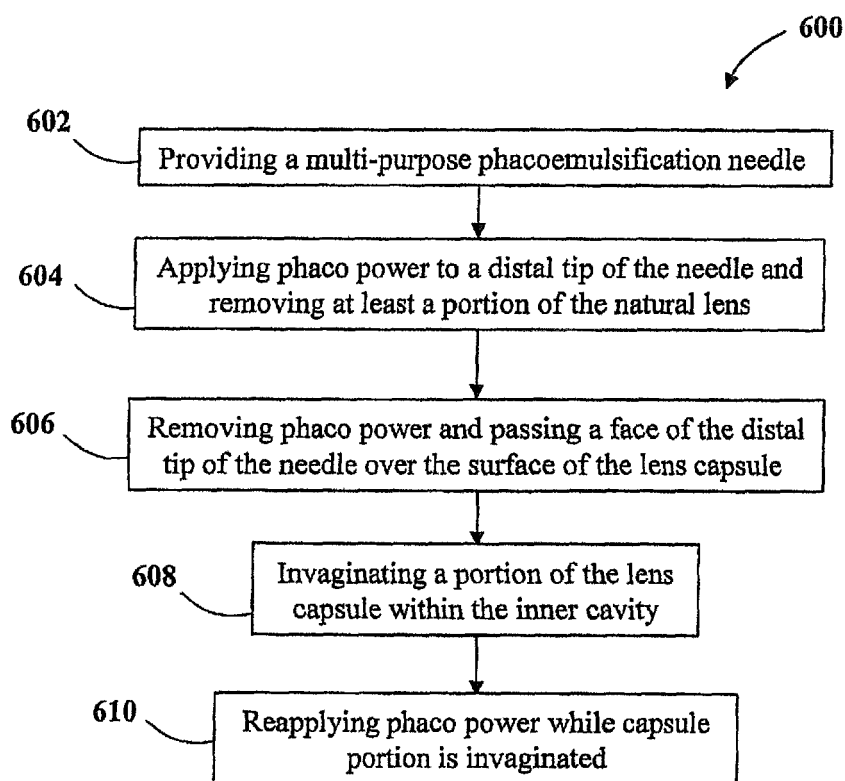 600
602
Providing a multi-purpose phacoemulsification needle
604
Applying phaco power to a distal tip of the needle and
removing at least a portion of the natural lens
606
Removing phaco power and passing a face of the distal
tip of the needle over the surface of the lens capsule
608
Invaginating a portion of the lens
capsule within the inner cavity
610
Reapplying phaco power while capsule
portion is invaginated